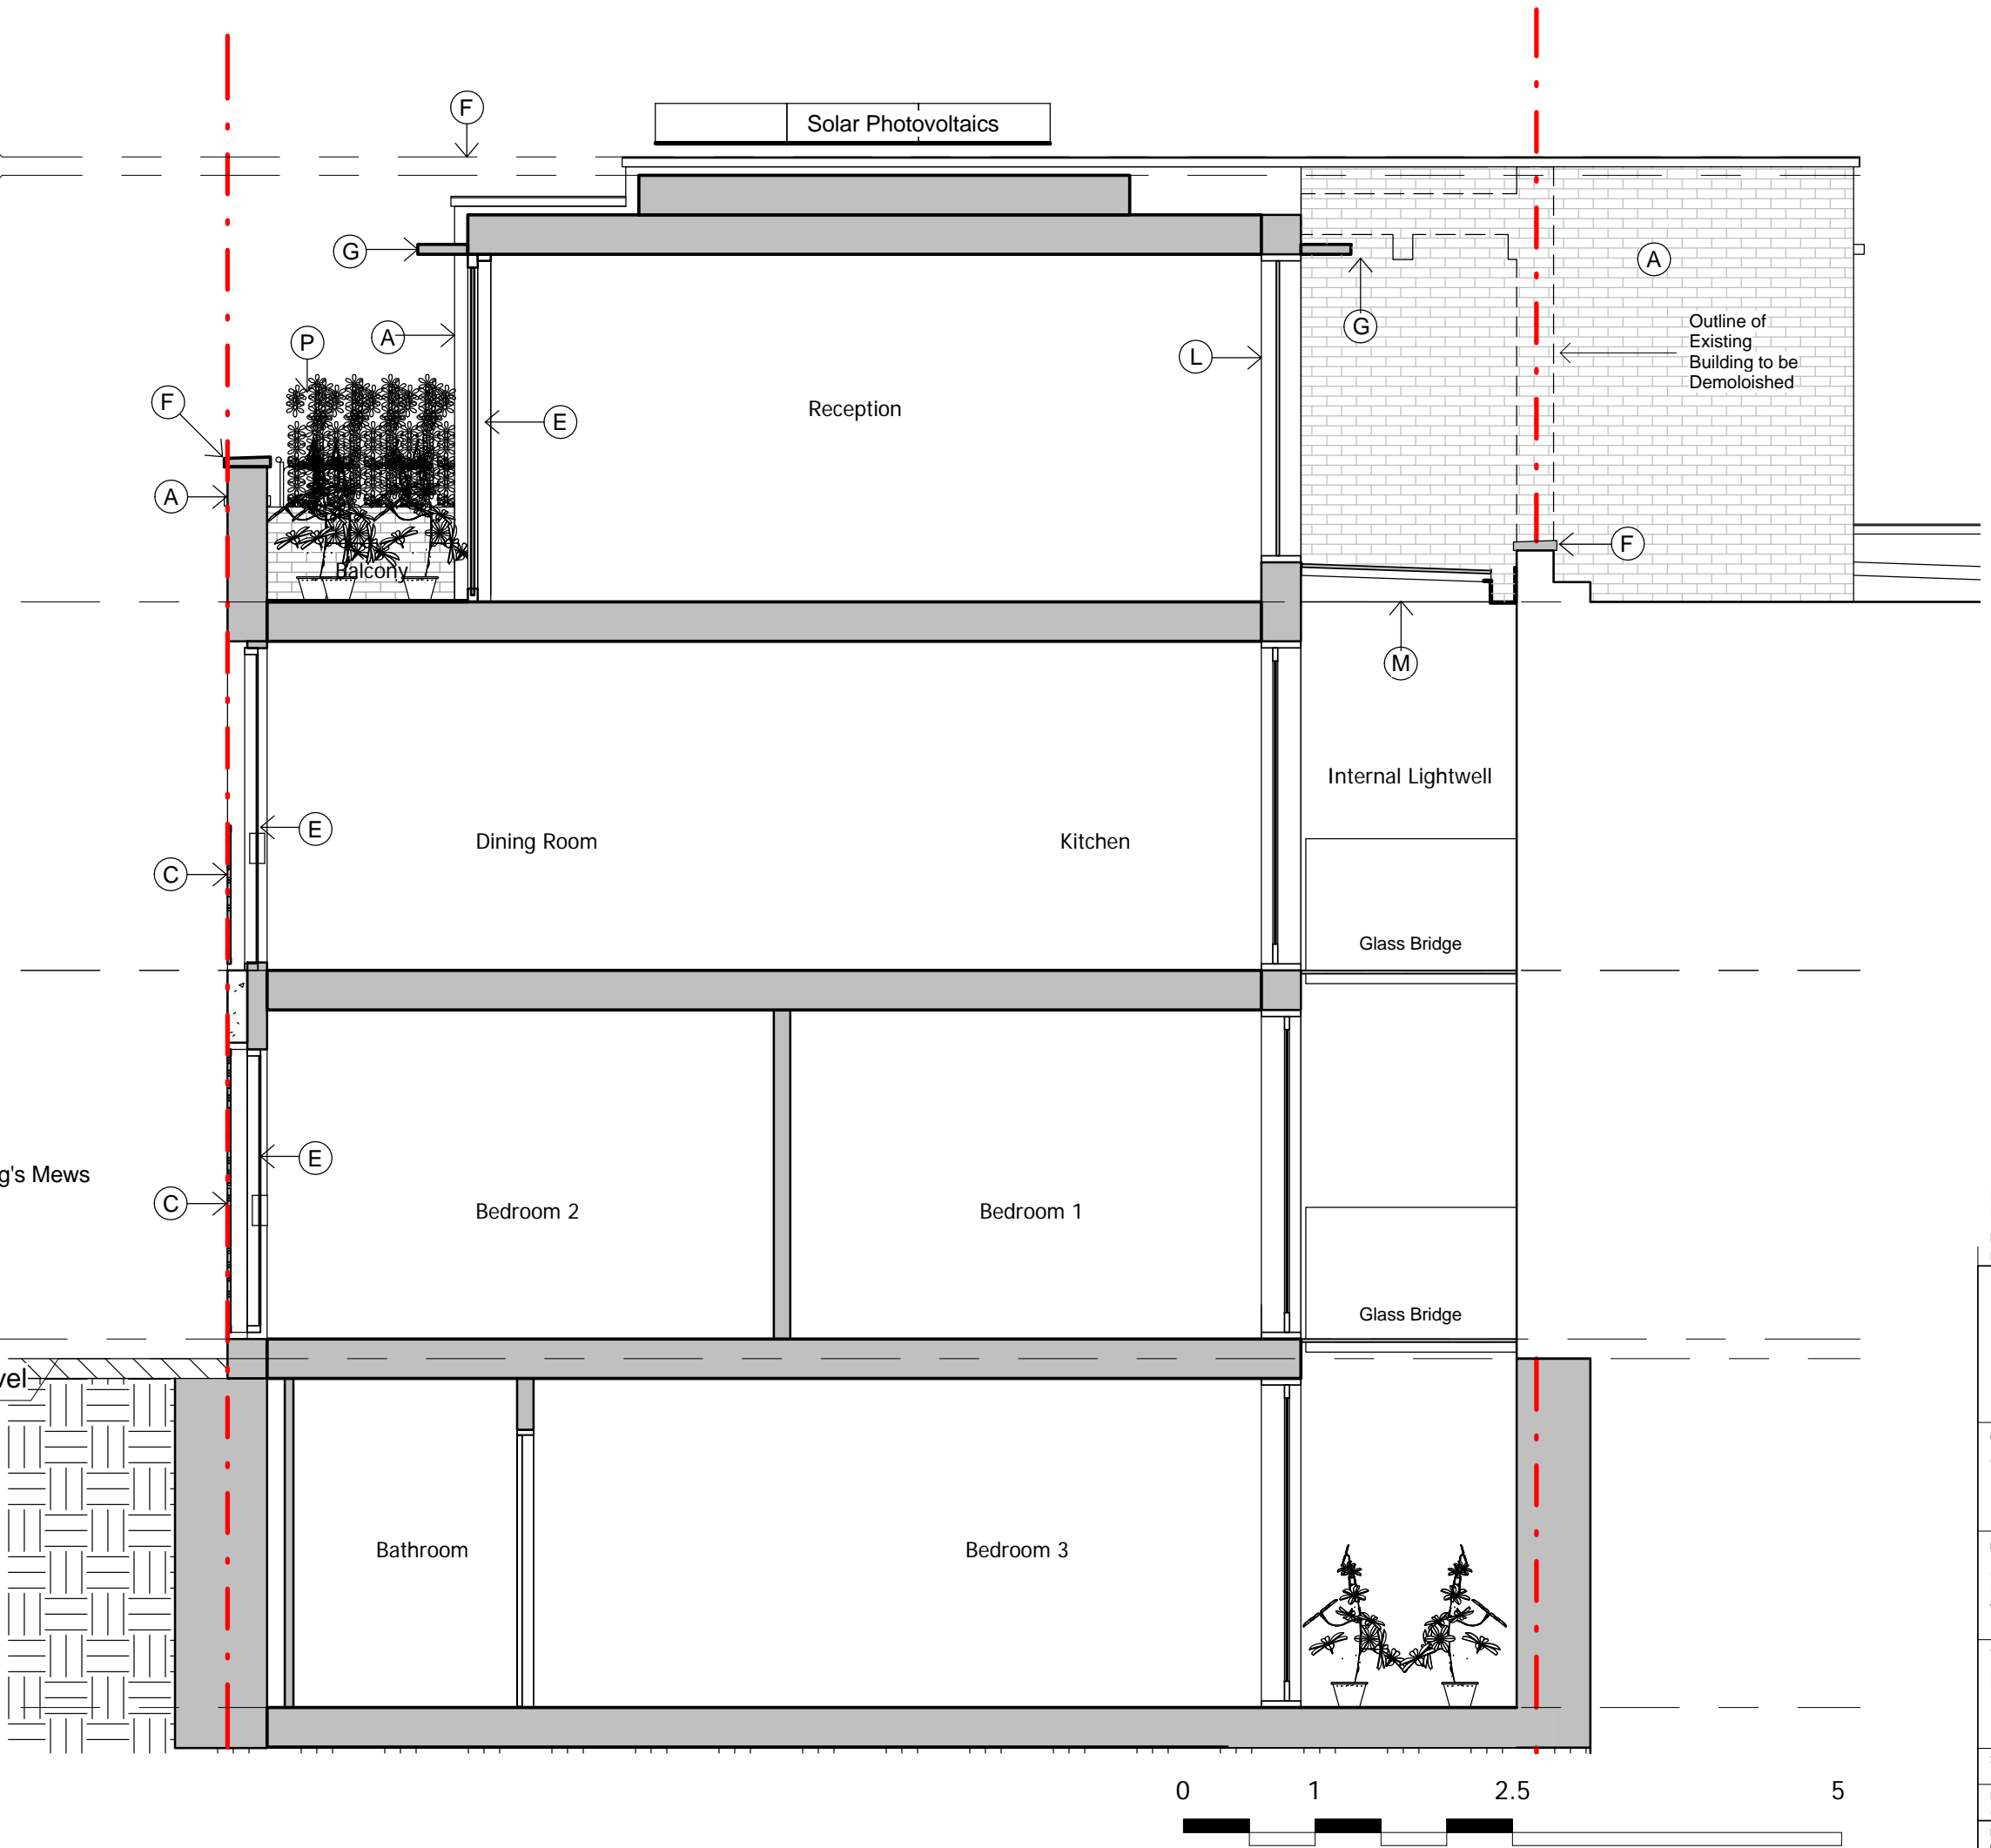 F
Solar Photovoltaics
G
A
P
A
G
L
Outline of
Existing
Building to be
Demoloished
F
E
Reception
A
F
Balcony
M
Internal Lightwell
E
Dining Room
Kitchen
C
Glass Bridge
g's Mews
E
C
Bedroom 2
Bedroom 1
Glass Bridge
vel
Bathroom
Bedroom 3
0 1 2.5 5